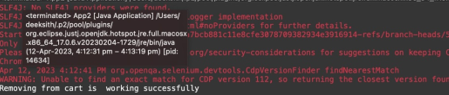 SLF4J: No SLF4J providers were found.
SLF4J:
<terminated> App2 [Java Application] /Users/
deeksith/.p2/pool/plugins/
org.eclipse.justj.openjdk.hotspot.jre.full.macosx
.x86_64_17.0.6.v20230204-1729/jre/bin/java
(12-Apr-2023, 4:12:31 pm – 4:13:19 pm) [pid:
14634]
logger implementation
#noProviders for further details.
org/security-considerations for suggestions on keeping
Apr 12, 2023 4:12:41 PM org.openqa.selenium.devtools.CdpVersionFinder findNearestMatch
WARNING: Unable to find an exact match for CDP version 112, so returning the closest version found
Removing from cart is working successfully